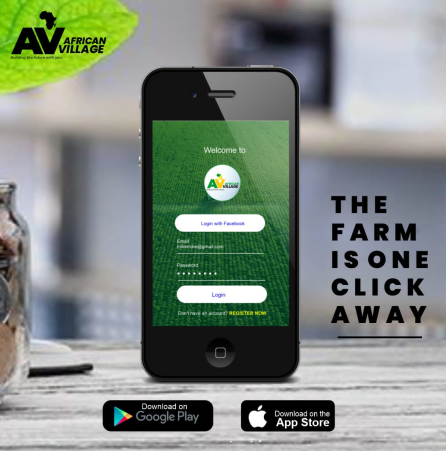 AV AFRICAN
VILLAGE
Building the future with you
Welcome to
AV AFRICAN
VILLAGE
Login with Facebook
Email
Password
Login
Don't have an account? REGISTER NOW
THE
FARM
IS ONE
CLICK
AWAY
Download on
Google Play
Download on the
App Store